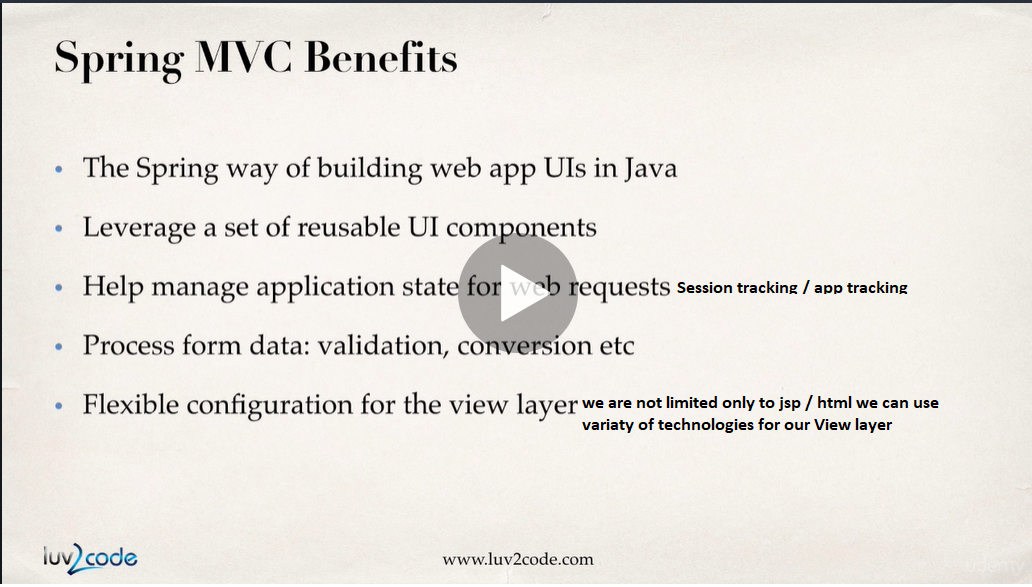 Spring MVC Benefits
The Spring way of building web app UIs in Java
Leverage a set of reusable UI components
Help manage application state for web requests Session tracking / app tracking
Process form data: validation, conversion etc
Flexible configuration for the view layer we are not limited only to jsp / html we can use
variaty of technologies for our View layer
luv2code
www.luv2code.com
Udemy